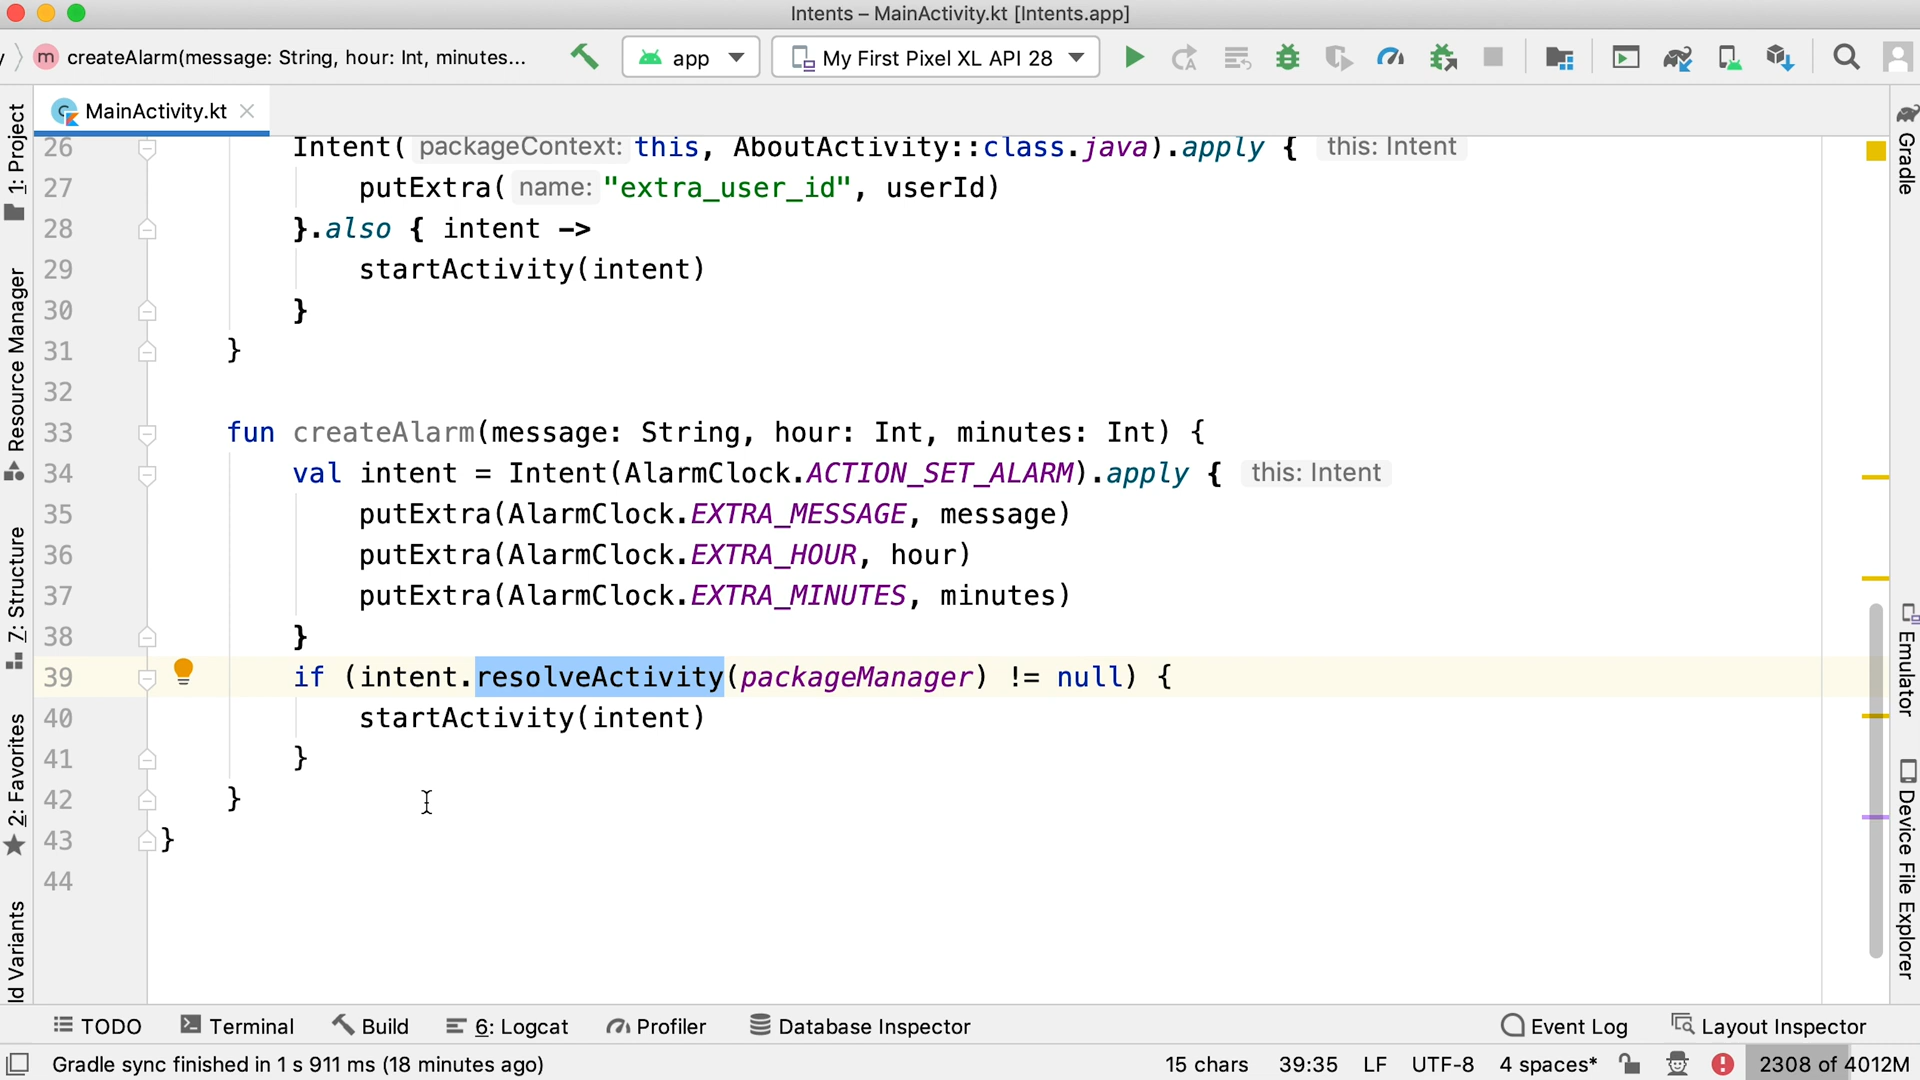 Intents – MainActivity.kt [Intents.app]
createAlarm(message: String, hour: Int, minutes...
app
My First Pixel XL API 28
MainActivity.kt
26 Intent( packageContext: this, AboutActivity::class.java).apply { this: Intent
27 putExtra( name: "extra_user_id", userId)
28 }.also { intent ->
29 startActivity(intent)
30 }
31 }
32
33 fun createAlarm(message: String, hour: Int, minutes: Int) {
34 val intent = Intent(AlarmClock.ACTION_SET_ALARM).apply { this: Intent
35 putExtra(AlarmClock.EXTRA_MESSAGE, message)
36 putExtra(AlarmClock.EXTRA_HOUR, hour)
37 putExtra(AlarmClock.EXTRA_MINUTES, minutes)
38 }
39 if (intent.resolveActivity(packageManager) != null) {
40 startActivity(intent)
41 }
42 }
43 }
44
1: Project
Resource Manager
7: Structure
2: Favorites
ld Variants
Gradle
Emulator
Device File Explorer
TODO
Terminal
Build
6: Logcat
Profiler
Database Inspector
Event Log
Layout Inspector
Gradle sync finished in 1 s 911 ms (18 minutes ago)
15 chars
39:35
LF
UTF-8
4 spaces*
2308 of 4012M